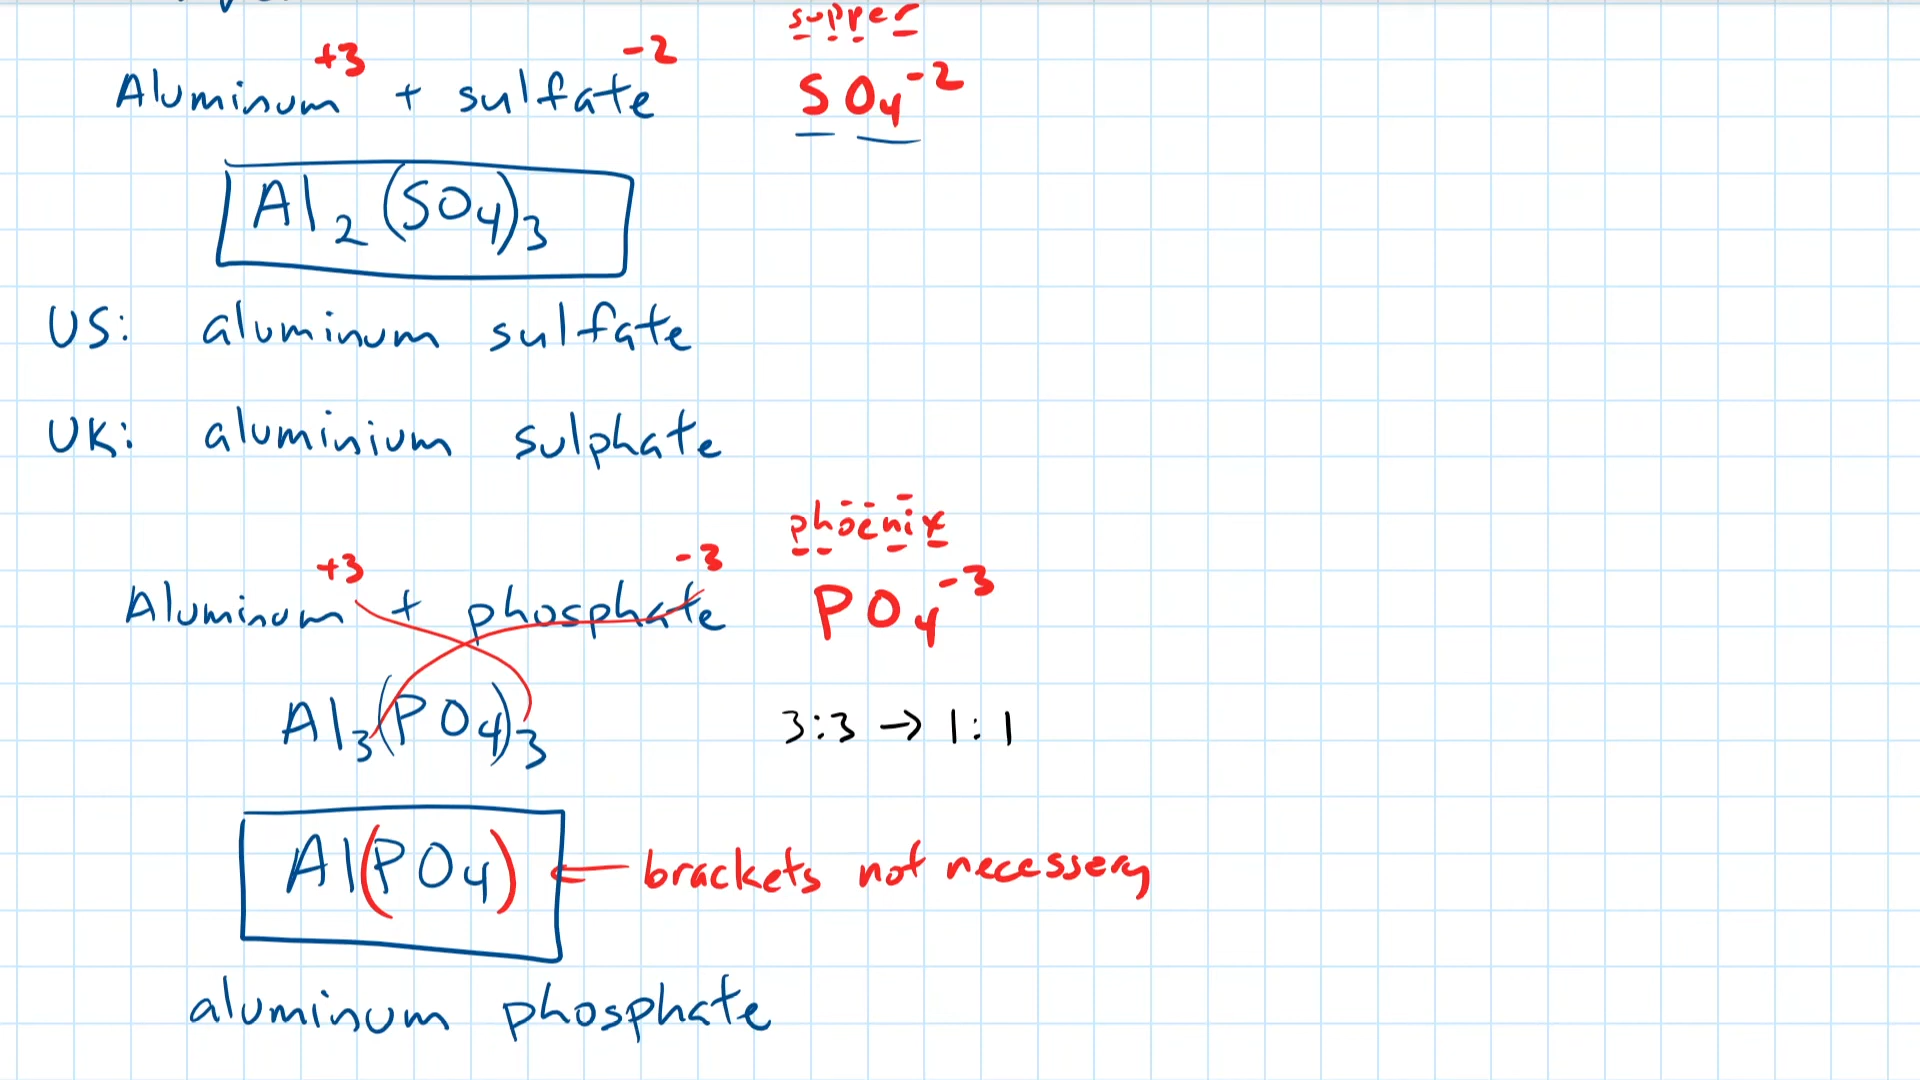 supper
Aluminum +3 + sulfate -2 SO₄⁻²
Al₂(SO₄)₃
US: aluminum sulfate
UK: aluminium sulphate
phoenix
Aluminum +3 + phosphate -3 PO₄⁻³
Al₃(PO₄)₃ 3:3 → 1:1
Al(PO₄) ← brackets not necessery
aluminum phosphate